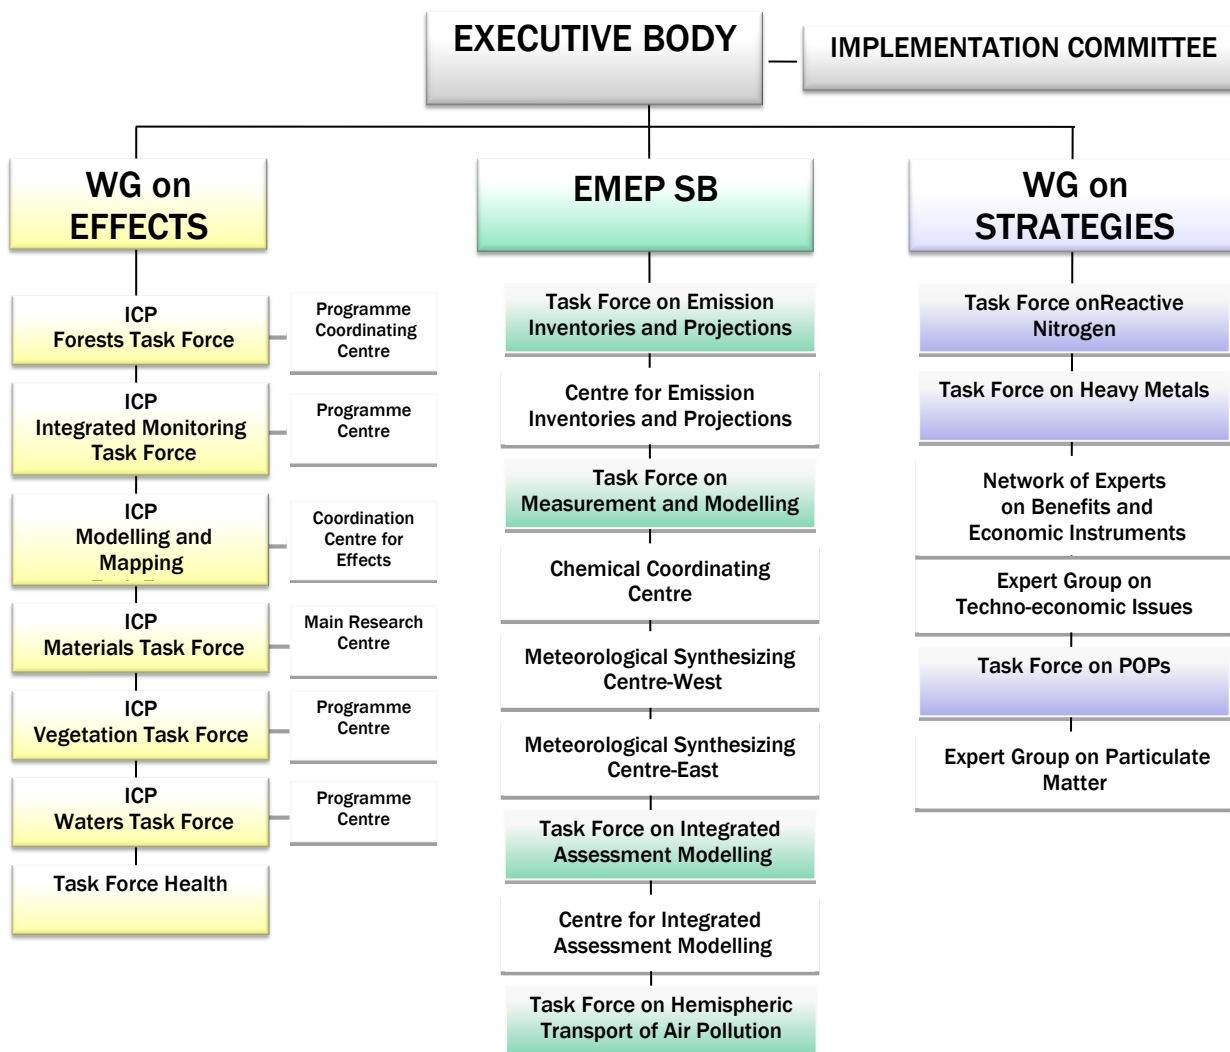 EXECUTIVE BODY
IMPLEMENTATION COMMITTEE
WG on
EFFECTS
ICP
Forests Task Force
Programme
Coordinating
Centre
ICP
Integrated Monitoring
Task Force
Programme
Centre
ICP
Modelling and
Mapping
Coordination
Centre for
Effects
ICP
Materials Task Force
Main Research
Centre
ICP
Vegetation Task Force
Programme
Centre
ICP
Waters Task Force
Programme
Centre
Task Force Health
EMEP SB
Task Force on Emission
Inventories and Projections
Centre for Emission
Inventories and Projections
Task Force on
Measurement and Modelling
Chemical Coordinating
Centre
Meteorological Synthesizing
Centre-West
Meteorological Synthesizing
Centre-East
Task Force on Integrated
Assessment Modelling
Centre for Integrated
Assessment Modelling
Task Force on Hemispheric
Transport of Air Pollution
WG on
STRATEGIES
Task Force onReactive
Nitrogen
Task Force on Heavy Metals
Network of Experts
on Benefits and
Economic Instruments
Expert Group on
Techno-economic Issues
Task Force on POPs
Expert Group on Particulate
Matter